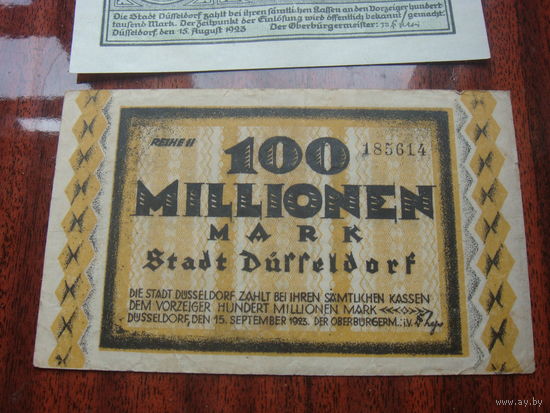 Die Stadt Düsseldorf zahlt bei ihren sämtlichen Kassen an den Vorzeiger hundert
tausend Mark. Der Zeitpunkt der Einlösung wird öffentlich bekannt gemacht.
Düsseldorf, den 15. August 1923 Der Oberbürgermeister:
REIHE II
100 185614
MILLIONEN
MARK
Stadt Düsseldorf
DIE STADT DÜSSELDORF ZAHLT BEI IHREN SÄMTLICHEN KASSEN
DEM VORZEIGER HUNDERT MILLIONEN MARK
DÜSSELDORF, DEN 15. SEPTEMBER 1923. DER OBERBÜRGERM.: i.V.
www.ay.by